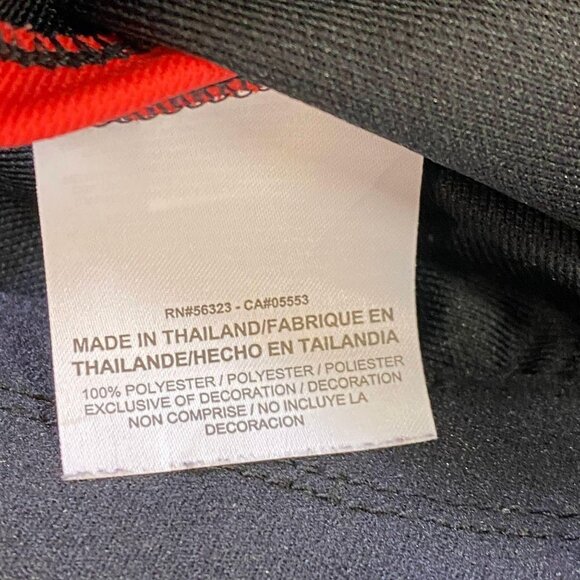 RN#56323 - CA#05553
MADE IN THAILAND/FABRIQUE EN
THAILANDE/HECHO EN TAILANDIA
100% POLYESTER / POLYESTER / POLIESTER
EXCLUSIVE OF DECORATION / DECORATION
NON COMPRISE / NO INCLUYE LA
DECORACION